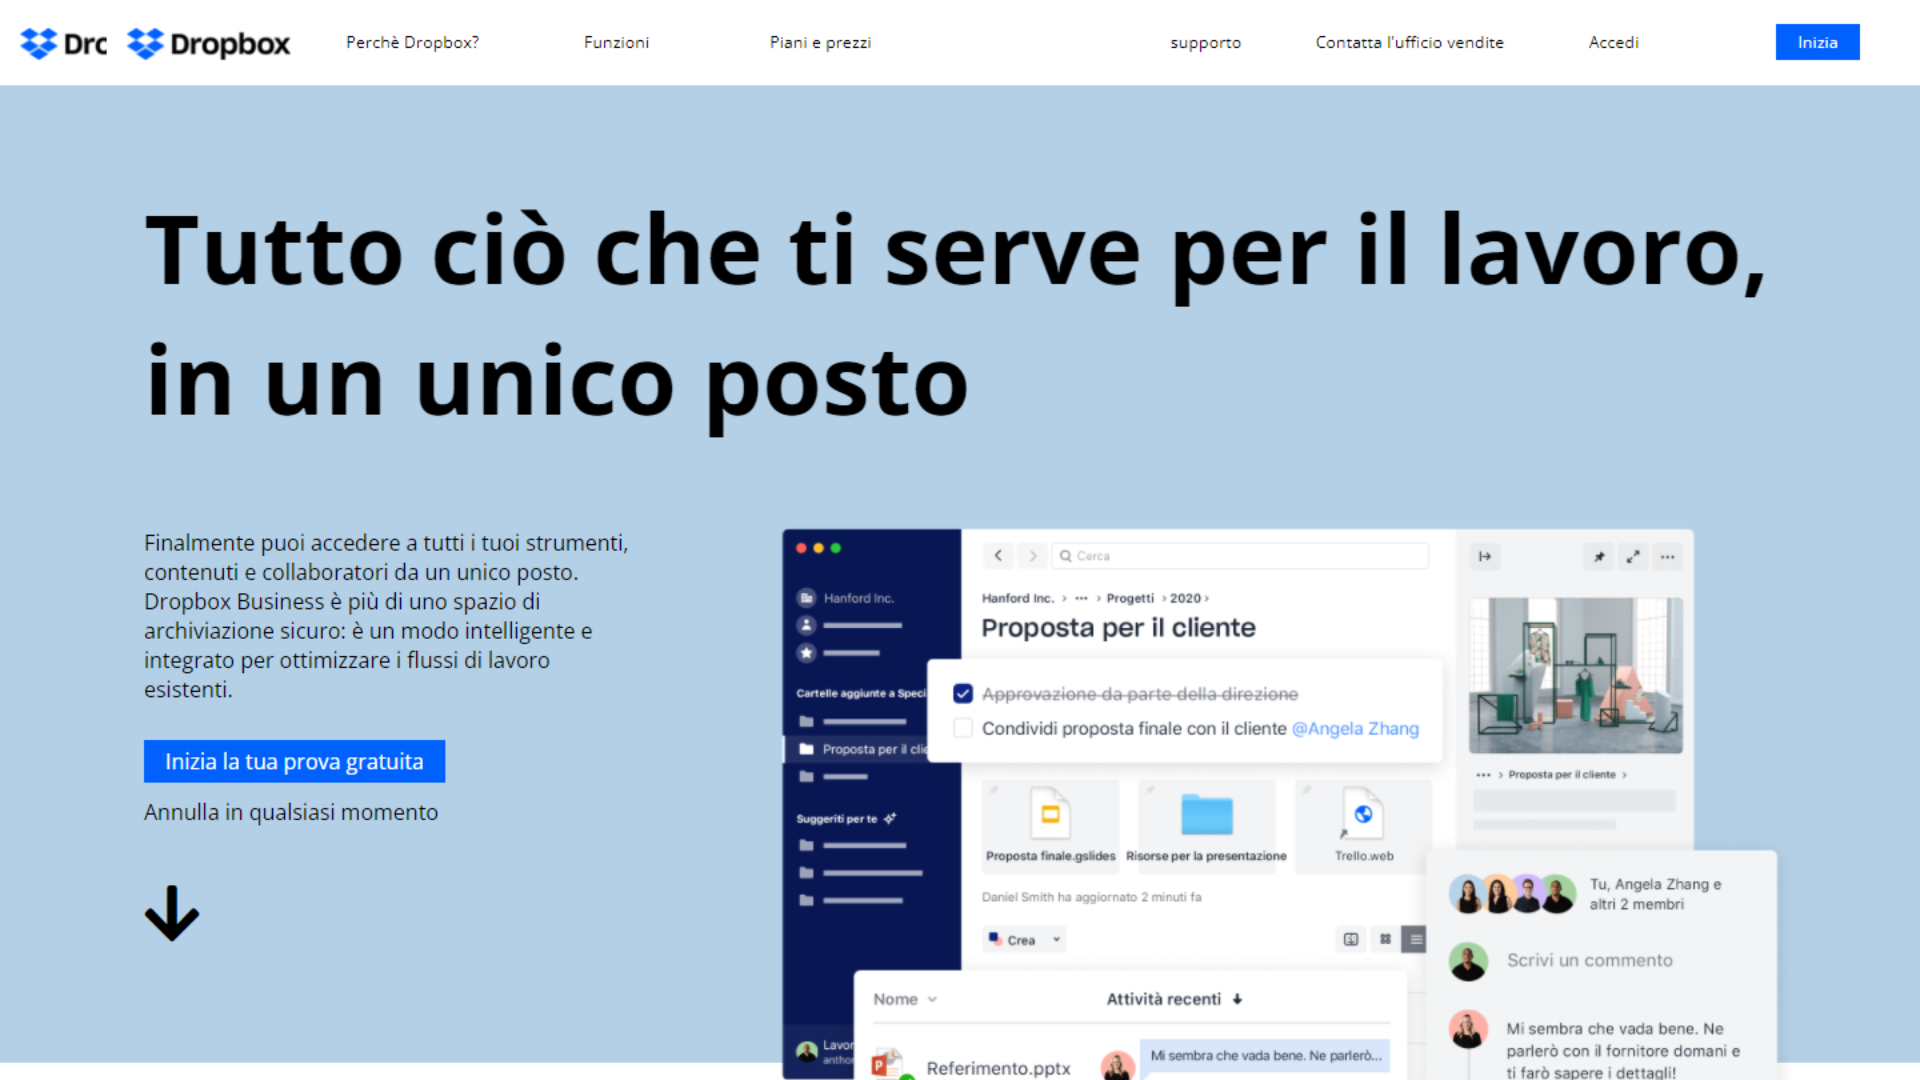 Drc
Dropbox
Perchè Dropbox?
Funzioni
Piani e prezzi
supporto
Contatta l'ufficio vendite
Accedi
Inizia
Tutto ciò che ti serve per il lavoro,
in un unico posto
Finalmente puoi accedere a tutti i tuoi strumenti,
contenuti e collaboratori da un unico posto.
Dropbox Business è più di uno spazio di
archiviazione sicuro: è un modo intelligente e
integrato per ottimizzare i flussi di lavoro
esistenti.
Inizia la tua prova gratuita
Annulla in qualsiasi momento
Hanford Inc.
Cartelle aggiunte a Speci
Proposta per il clie
Suggeriti per te
Lavor
anthor
Cerca
Hanford Inc. > ··· > Progetti > 2020 >
Proposta per il cliente
Approvazione da parte della direzione
Condividi proposta finale con il cliente @Angela Zhang
Proposta finale.gslides
Risorse per la presentazione
Trello.web
Daniel Smith ha aggiornato 2 minuti fa
Crea
Nome
Attività recenti
P
Referimento.pptx
Mi sembra che vada bene. Ne parlerò...
··· > Proposta per il cliente >
Tu, Angela Zhang e
altri 2 membri
Scrivi un commento
Mi sembra che vada bene. Ne
parlerò con il fornitore domani e
ti farò sapere i dettagli!